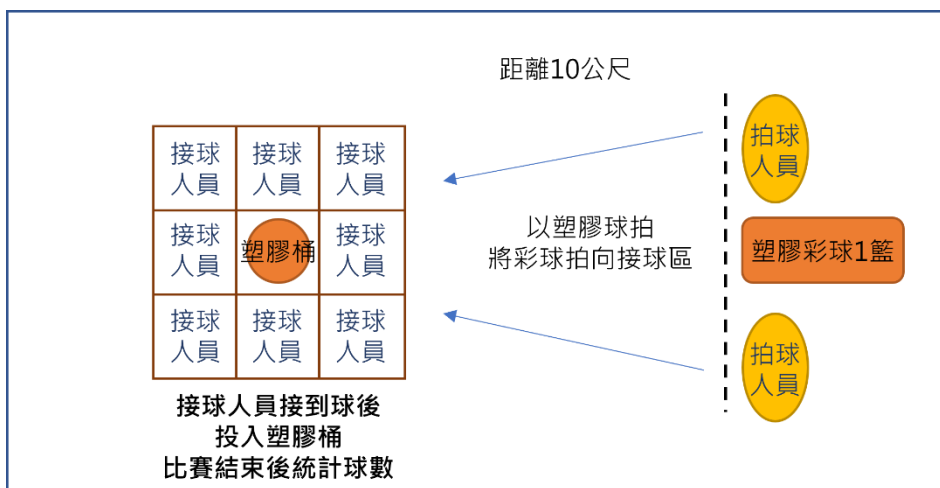 距離10公尺
接球
人員
接球
人員
接球
人員
接球
人員
塑膠桶
接球
人員
接球
人員
接球
人員
接球
人員
接球人員接到球後
投入塑膠桶
比賽結束後統計球數
以塑膠球拍
將彩球拍向接球區
拍球
人員
塑膠彩球1籃
拍球
人員